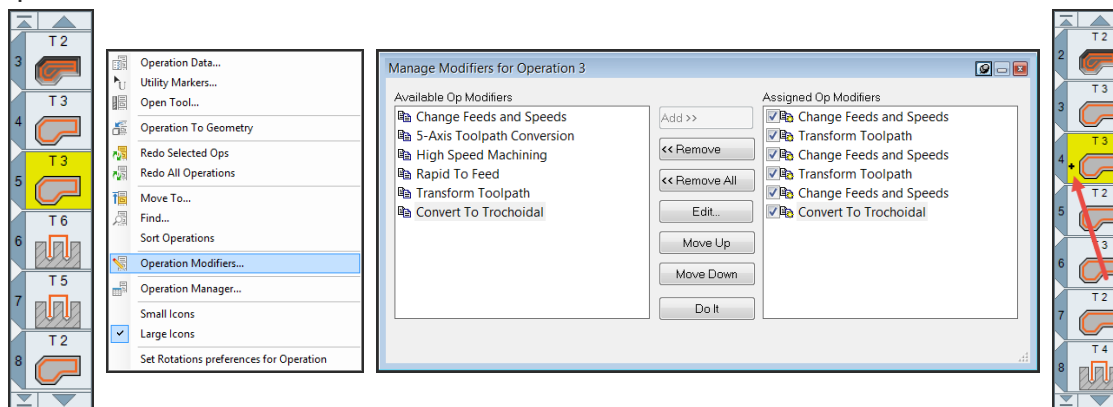 T 2
3
T 3
4
T 3
5
T 6
6
T 5
7
T 2
8
Operation Data...
Utility Markers...
Open Tool...
Operation To Geometry
Redo Selected Ops
Redo All Operations
Move To...
Find...
Sort Operations
Operation Modifiers...
Operation Manager...
Small Icons
Large Icons
Set Rotations preferences for Operation
Manage Modifiers for Operation 3
Available Op Modifiers
Change Feeds and Speeds
5-Axis Toolpath Conversion
High Speed Machining
Rapid To Feed
Transform Toolpath
Convert To Trochoidal
Add >>
<< Remove
<< Remove All
Edit...
Move Up
Move Down
Do It
Assigned Op Modifiers
Change Feeds and Speeds
Transform Toolpath
Change Feeds and Speeds
Transform Toolpath
Change Feeds and Speeds
Convert To Trochoidal
T 2
2
T 3
3
T 3
4
T 2
5
3
6
T 2
7
T 4
8